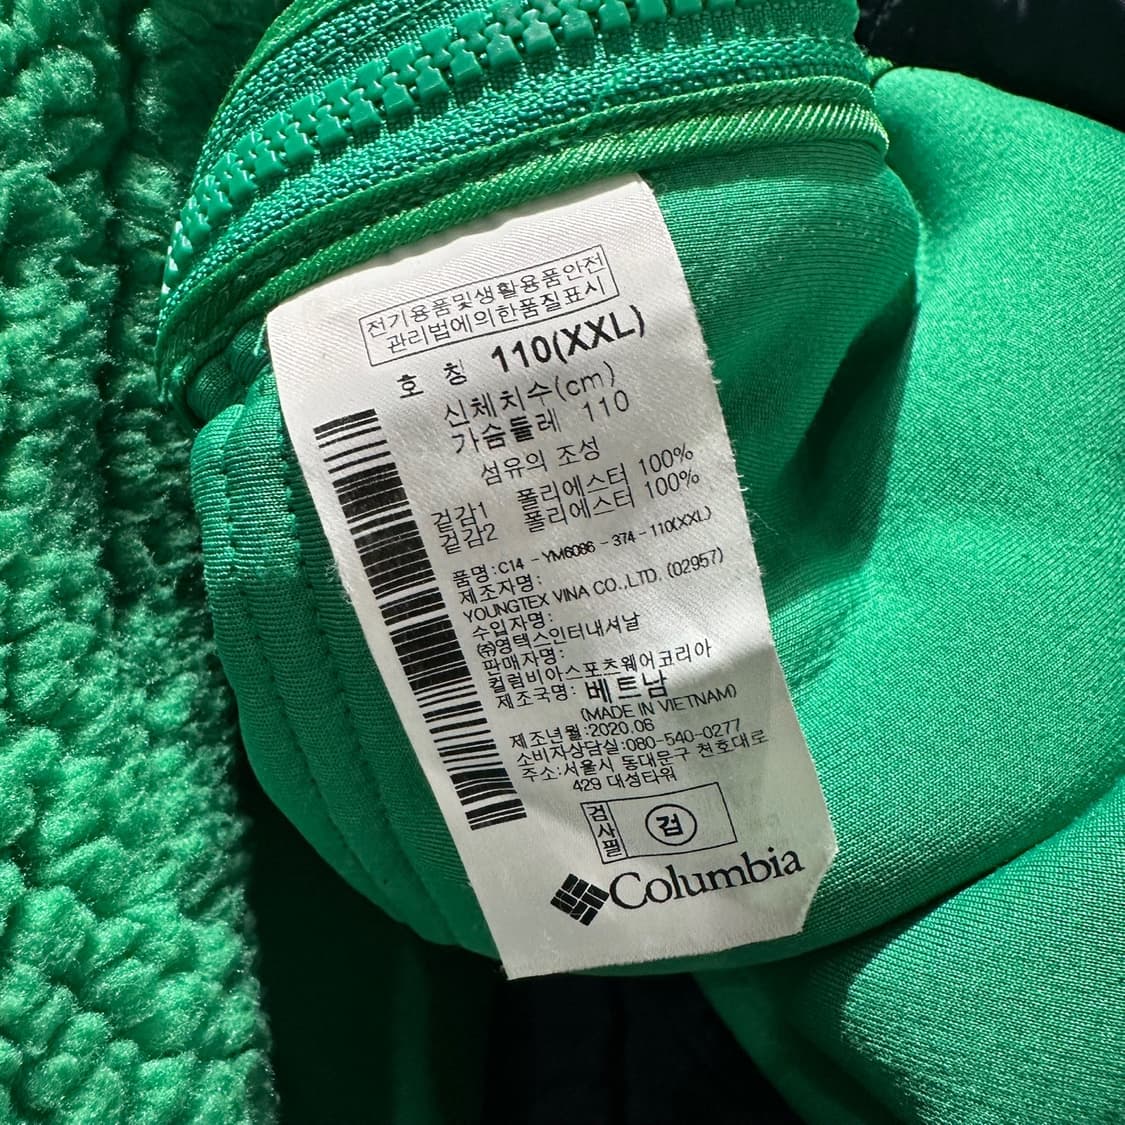 전기용품및생활용품안전
관리법에의한품질표시
호 칭 110(XXL)
신체치수(cm)
가슴둘레 110
섬유의 조성
겉감1 폴리에스터 100%
겉감2 폴리에스터 100%
품명:C14 - YM6086 - 374 - 110(XXL)
제조자명:
YOUNGTEX VINA CO.,LTD. (02957)
수입자명:
㈜영텍스인터내셔날
판매자명:
컬럼비아스포츠웨어코리아
제조국명: 베트남
(MADE IN VIETNAM)
제조년월:2020.06
소비자상담실:080-540-0277
주소:서울시 동대문구 천호대로
429 대성타워
검사필 검
Columbia